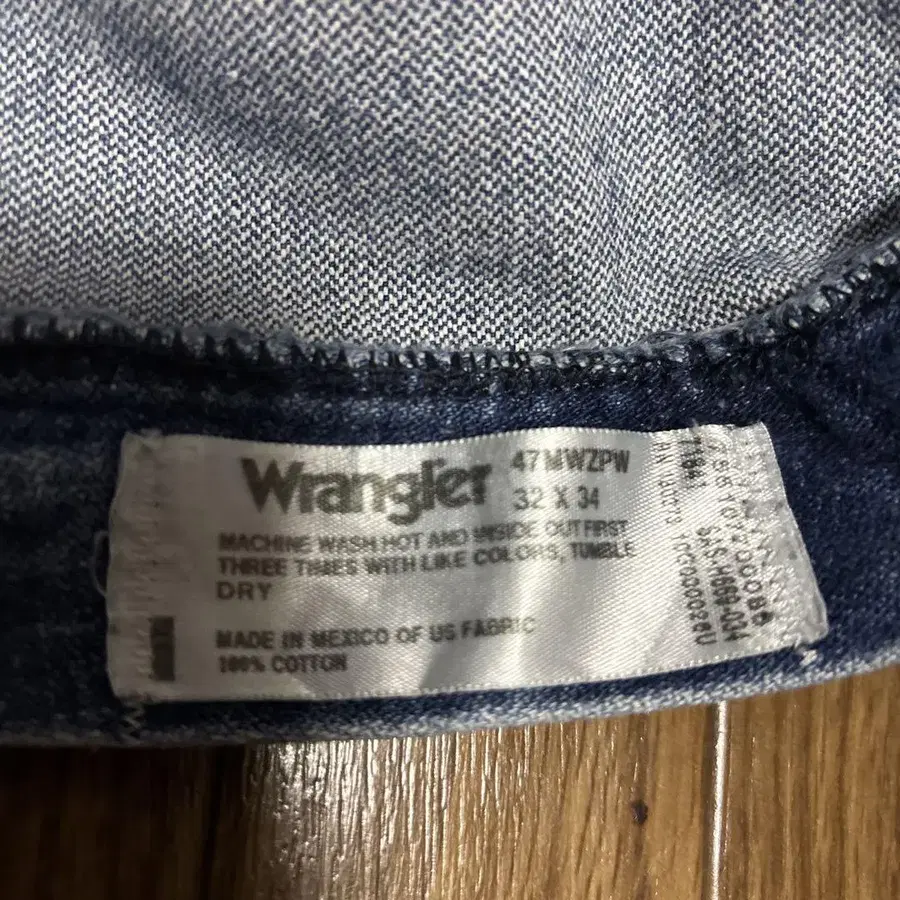 Wrangler
47MWZPW
32 X 34
MACHINE WASH HOT AND INSIDE OUT FIRST
THREE TIMES WITH LIKE COLORS, TUMBLE
DRY
MADE IN MEXICO OF US FABRIC
100% COTTON